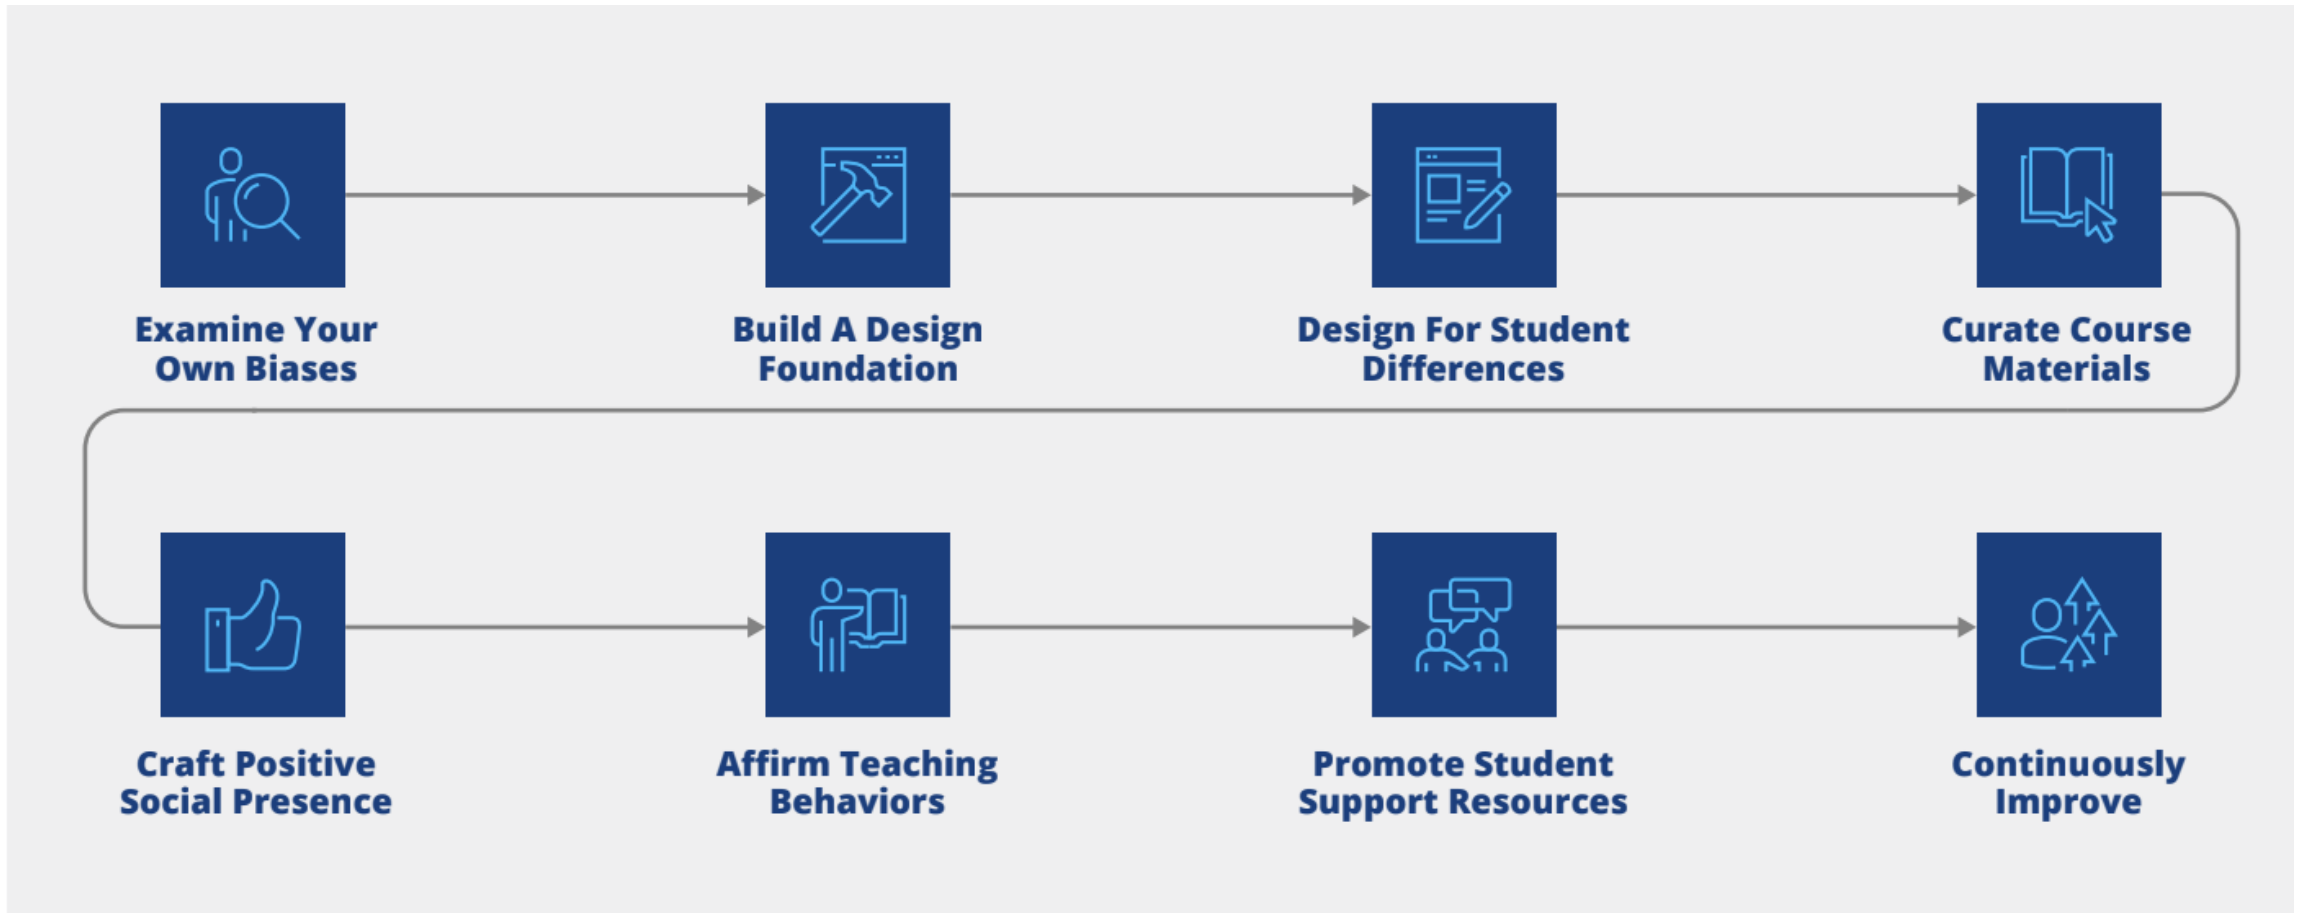 Examine Your
Own Biases
Build A Design
Foundation
Design For Student
Differences
Curate Course
Materials
Craft Positive
Social Presence
Affirm Teaching
Behaviors
Promote Student
Support Resources
Continuously
Improve